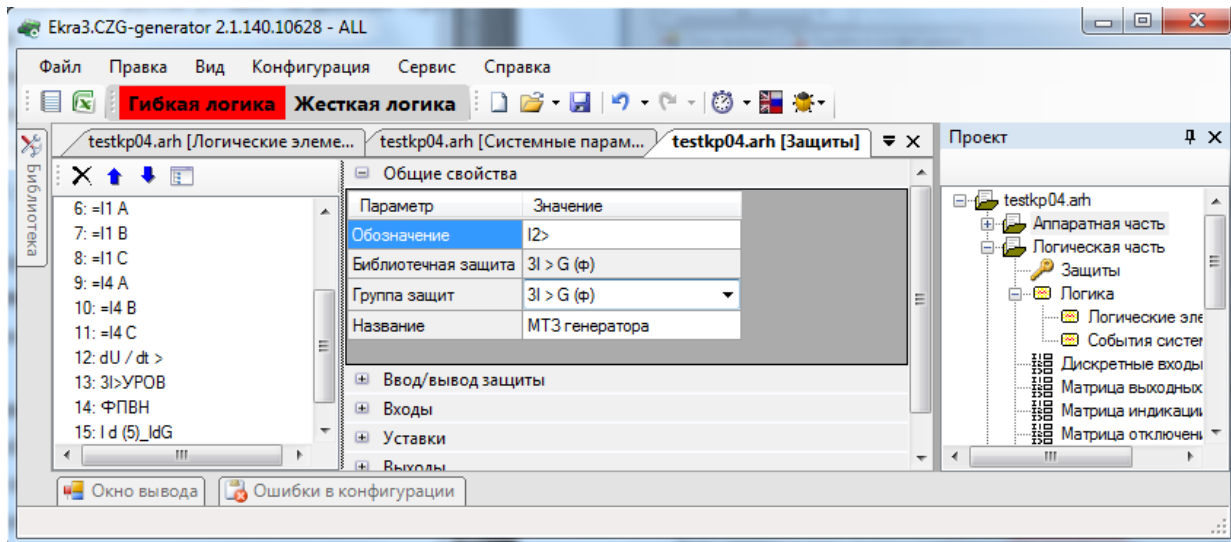 Ekra3.CZG-generator 2.1.140.10628 - ALL
Файл Правка Вид Конфигурация Сервис Справка
Гибкая логика Жесткая логика
Библиотека
testkp04.arh [Логические элеме... testkp04.arh [Системные парам... testkp04.arh [Защиты]
6: =I1 A
7: =I1 B
8: =I1 C
9: =I4 A
10: =I4 B
11: =I4 C
12: dU / dt >
13: 3I>УРОВ
14: ФПВН
15: I d (5)_IdG
Общие свойства
Параметр Значение
Обозначение I2>
Библиотечная защита 3I > G (ф)
Группа защит 3I > G (ф)
Название МТЗ генератора
Ввод/вывод защиты
Входы
Уставки
Выходы
Проект
testkp04.arh
Аппаратная часть
Логическая часть
Защиты
Логика
Логические эле
События систем
Дискретные входы
Матрица выходных
Матрица индикации
Матрица отключени
Окно вывода Ошибки в конфигурации